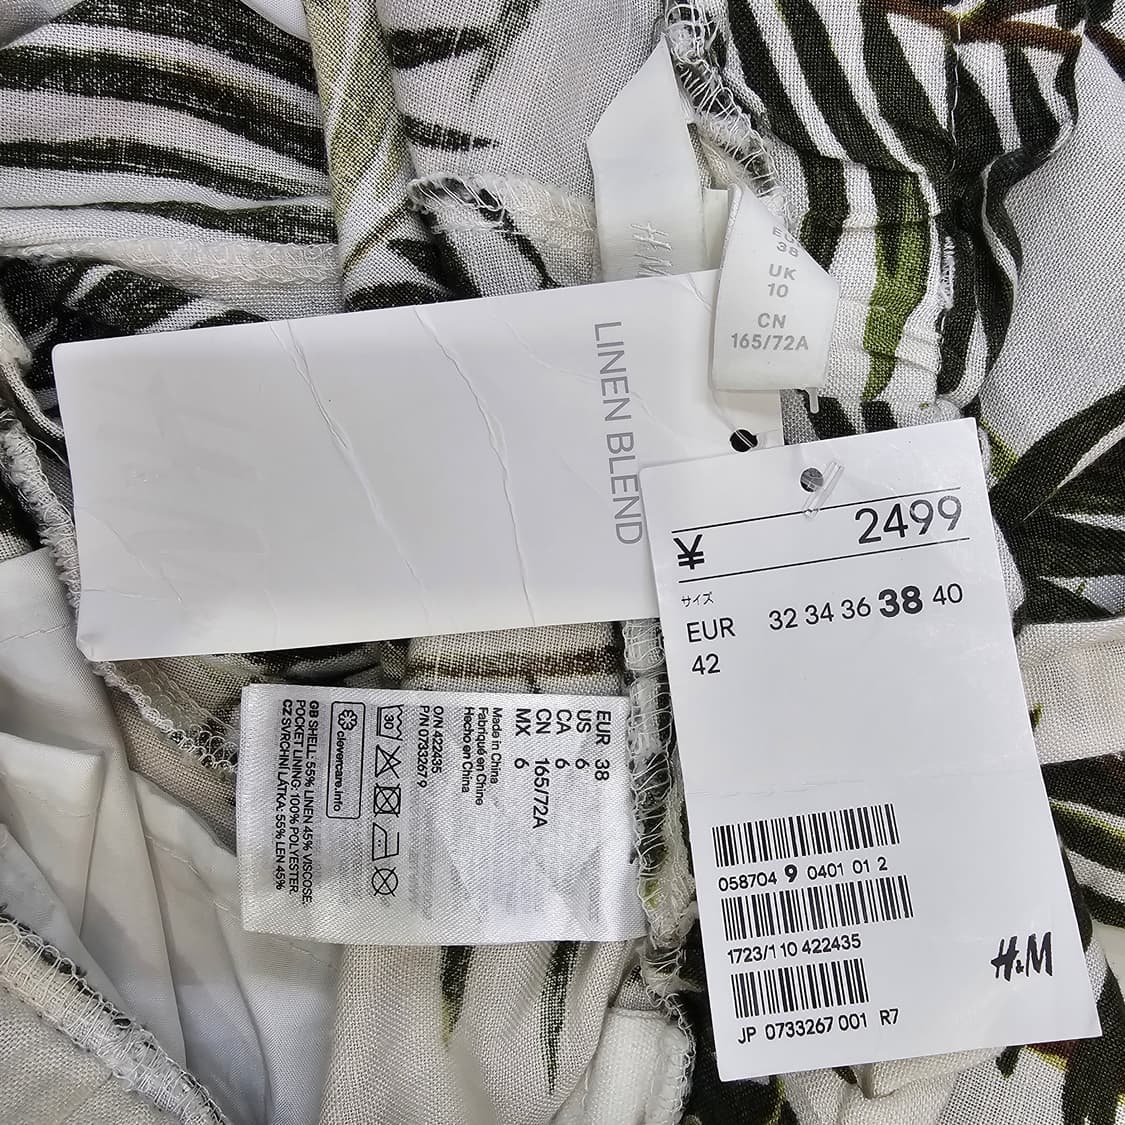 H&M
38
UK
10
CN
165/72A
LINEN BLEND
¥ 2499
サイズ
EUR 32 34 36 38 40
42
058704 9 0401 01 2
1723/1 10 422435
JP 0733267 001 R7
H&M
EUR 38
US 6
CA 6
CN 165/72A
MX 6
Made in China
Fabriqué en Chine
Hecho en China
O/N 422435
P/N 0733267 9
30
clevercare.info
GB SHELL: 55% LINEN 45% VISCOSE
POCKET LINING: 100% POLYESTER
CZ SVRCHNÍ LÁTKA: 55% LEN 45%